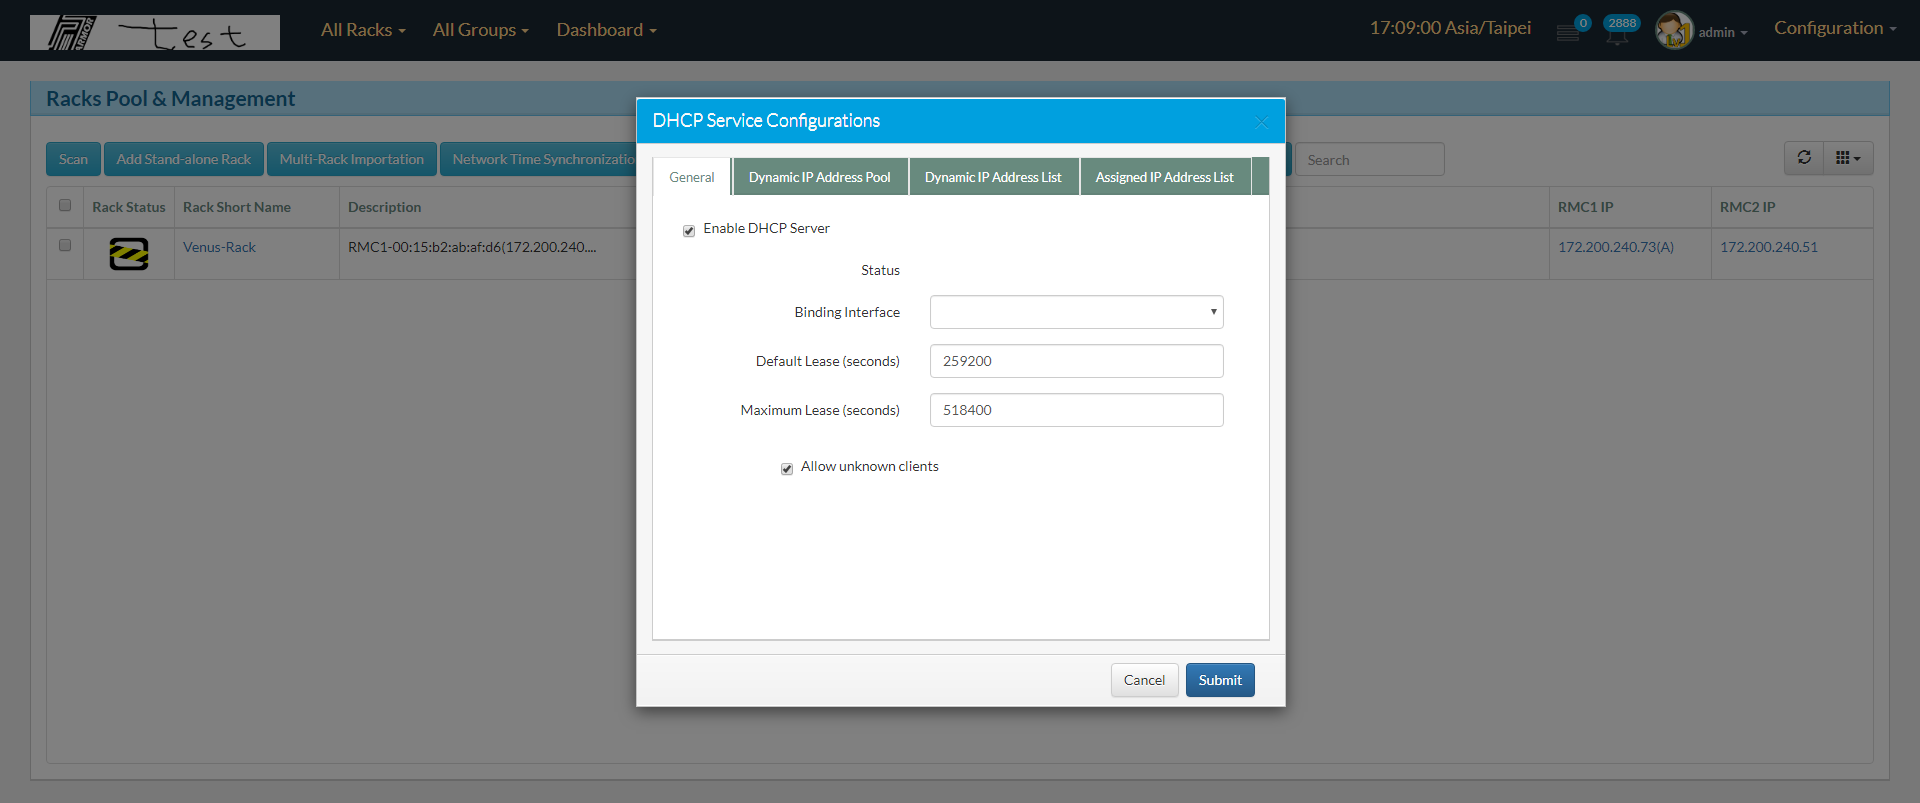 ARMOR test All Racks All Groups Dashboard 17:09:00 Asia/Taipei 0 2888 admin Configuration
Racks Pool & Management
DHCP Service Configurations
Scan Add Stand-alone Rack Multi-Rack Importation Network Time Synchronizatio Search
General Dynamic IP Address Pool Dynamic IP Address List Assigned IP Address List
Rack Status Rack Short Name Description RMC1 IP RMC2 IP
Venus-Rack RMC1-00:15:b2:ab:af:d6(172.200.240.... 172.200.240.73(A) 172.200.240.51
Enable DHCP Server
Status
Binding Interface
Default Lease (seconds) 259200
Maximum Lease (seconds) 518400
Allow unknown clients
Cancel Submit